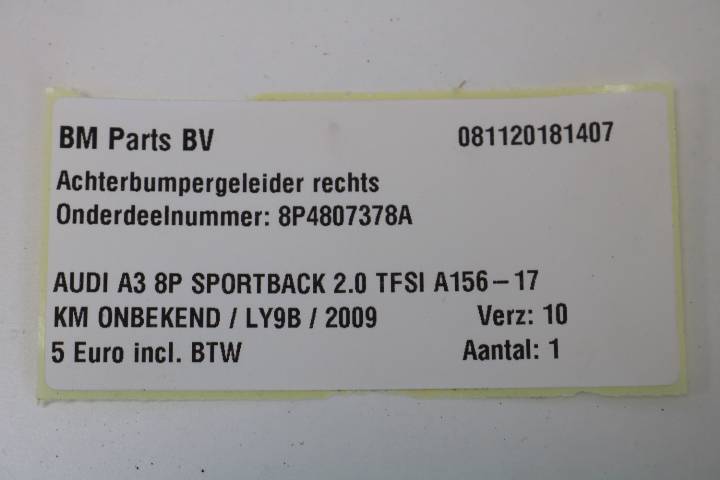 BM Parts BV 081120181407
Achterbumpergeleider rechts
Onderdeelnummer: 8P4807378A
AUDI A3 8P SPORTBACK 2.0 TFSI A156-17
KM ONBEKEND / LY9B / 2009 Verz: 10
5 Euro incl. BTW Aantal: 1